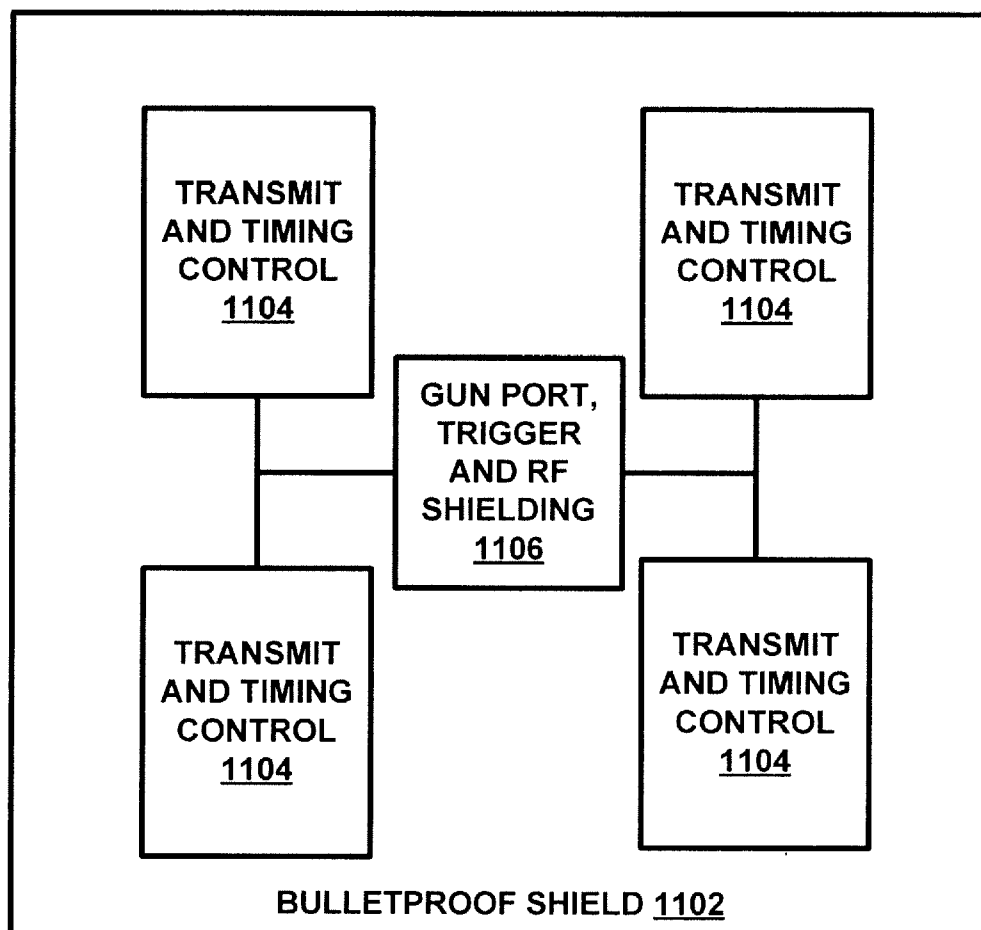 TRANSMIT
AND TIMING
CONTROL
1104
TRANSMIT
AND TIMING
CONTROL
1104
GUN PORT,
TRIGGER
AND RF
SHIELDING
1106
TRANSMIT
AND TIMING
CONTROL
1104
TRANSMIT
AND TIMING
CONTROL
1104
BULLETPROOF SHIELD 1102